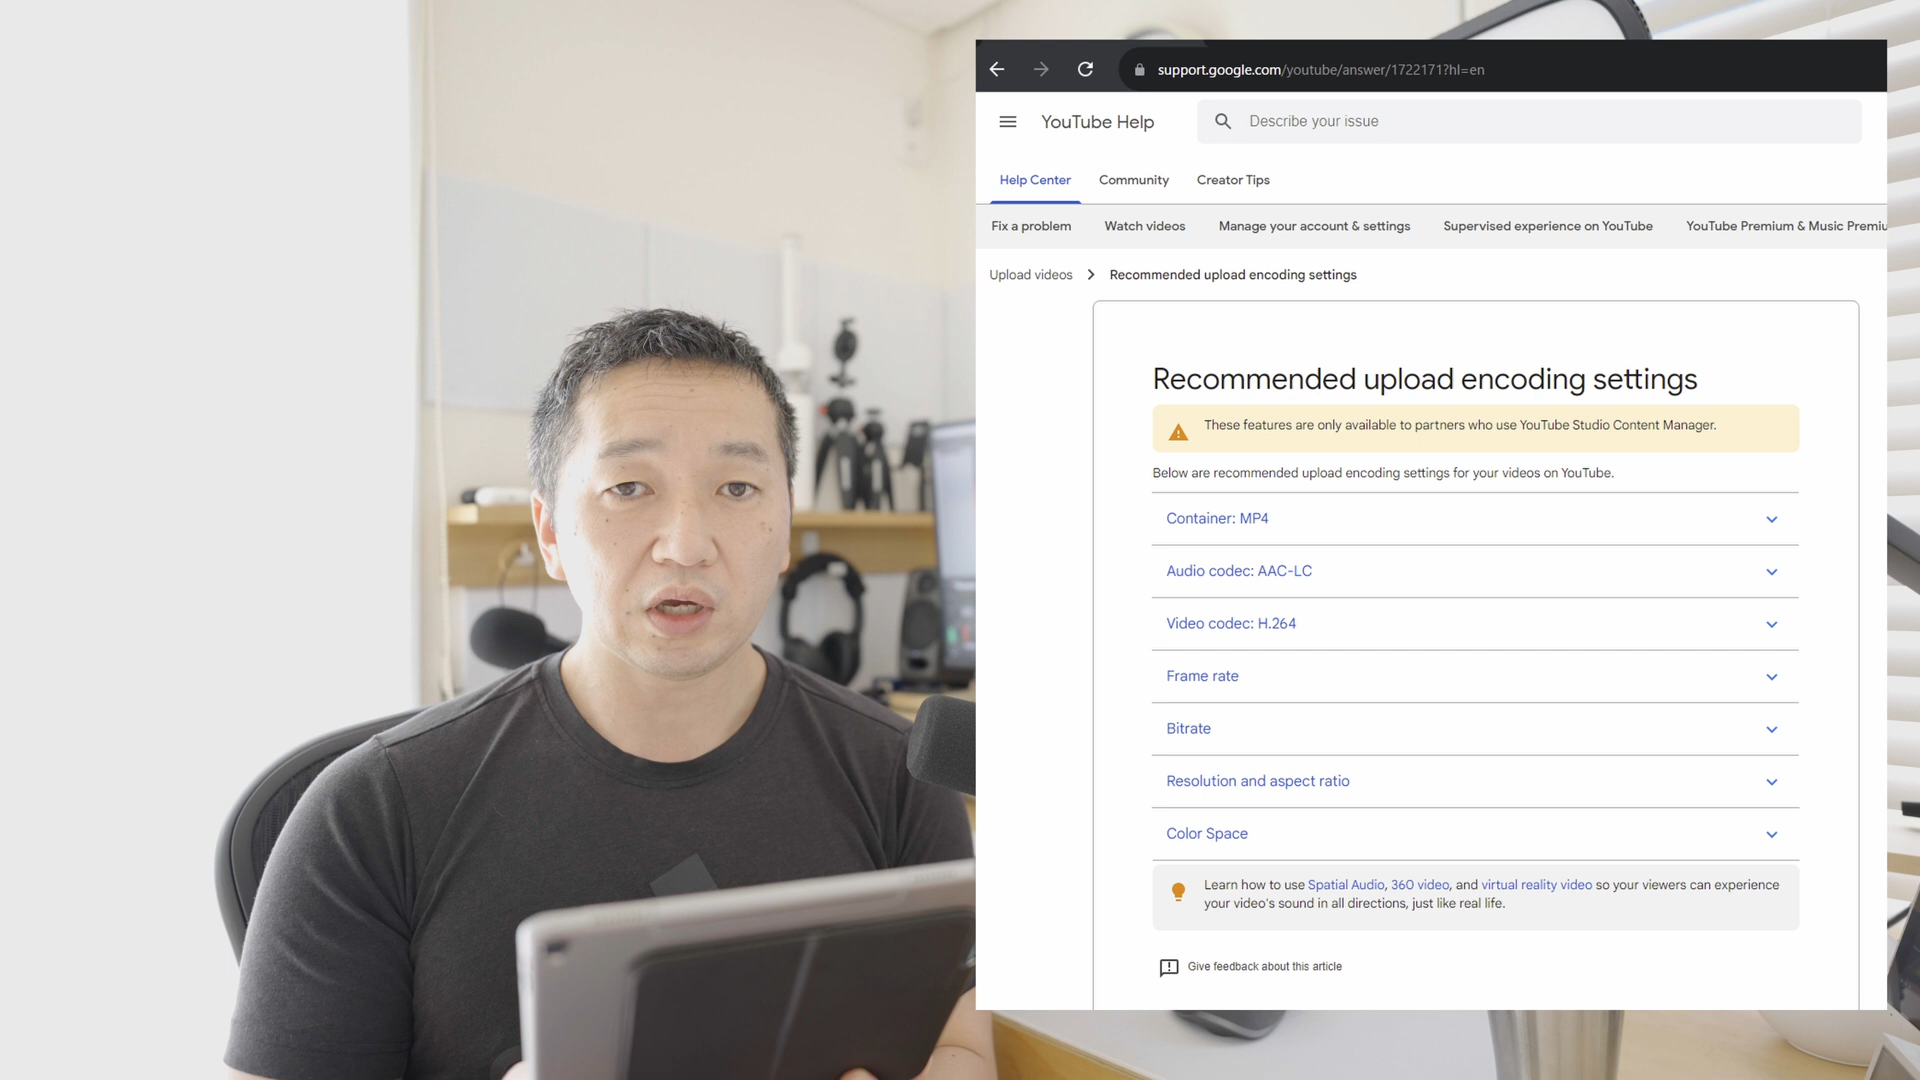 support.google.com/youtube/answer/1722171?hl=en
YouTube Help
Describe your issue
Help Center
Community
Creator Tips
Fix a problem
Watch videos
Manage your account & settings
Supervised experience on YouTube
YouTube Premium & Music Premiu
Upload videos
Recommended upload encoding settings
Recommended upload encoding settings
These features are only available to partners who use YouTube Studio Content Manager.
Below are recommended upload encoding settings for your videos on YouTube.
Container: MP4
Audio codec: AAC-LC
Video codec: H.264
Frame rate
Bitrate
Resolution and aspect ratio
Color Space
Learn how to use Spatial Audio, 360 video, and virtual reality video so your viewers can experience
your video's sound in all directions, just like real life.
Give feedback about this article